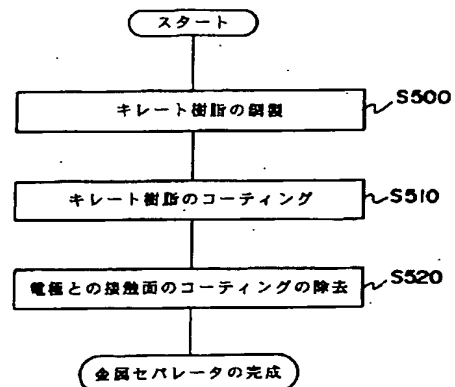 スタート
キレート樹脂の調製
S500
キレート樹脂のコーティング
S510
電極との接触面のコーティングの除去
S520
金属セパレータの完成